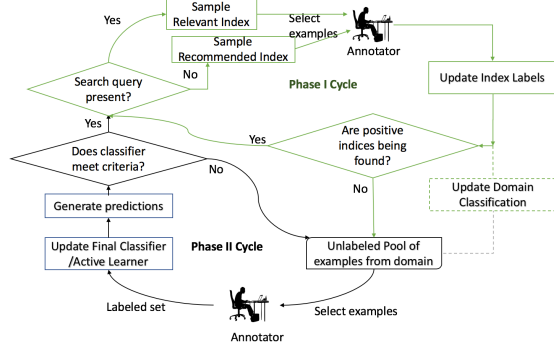 Yes
Sample
Relevant Index
Select
examples
Sample
Recommended Index
Annotator
No
Search query
present?
Phase I Cycle
Update Index Labels
Yes
Does classifier
meet criteria?
Yes
Are positive
indices being
found?
No
No
Update Domain
Classification
Generate predictions
Update Final Classifier
/Active Learner
Phase II Cycle
Unlabeled Pool of
examples from domain
Labeled set
Select examples
Annotator